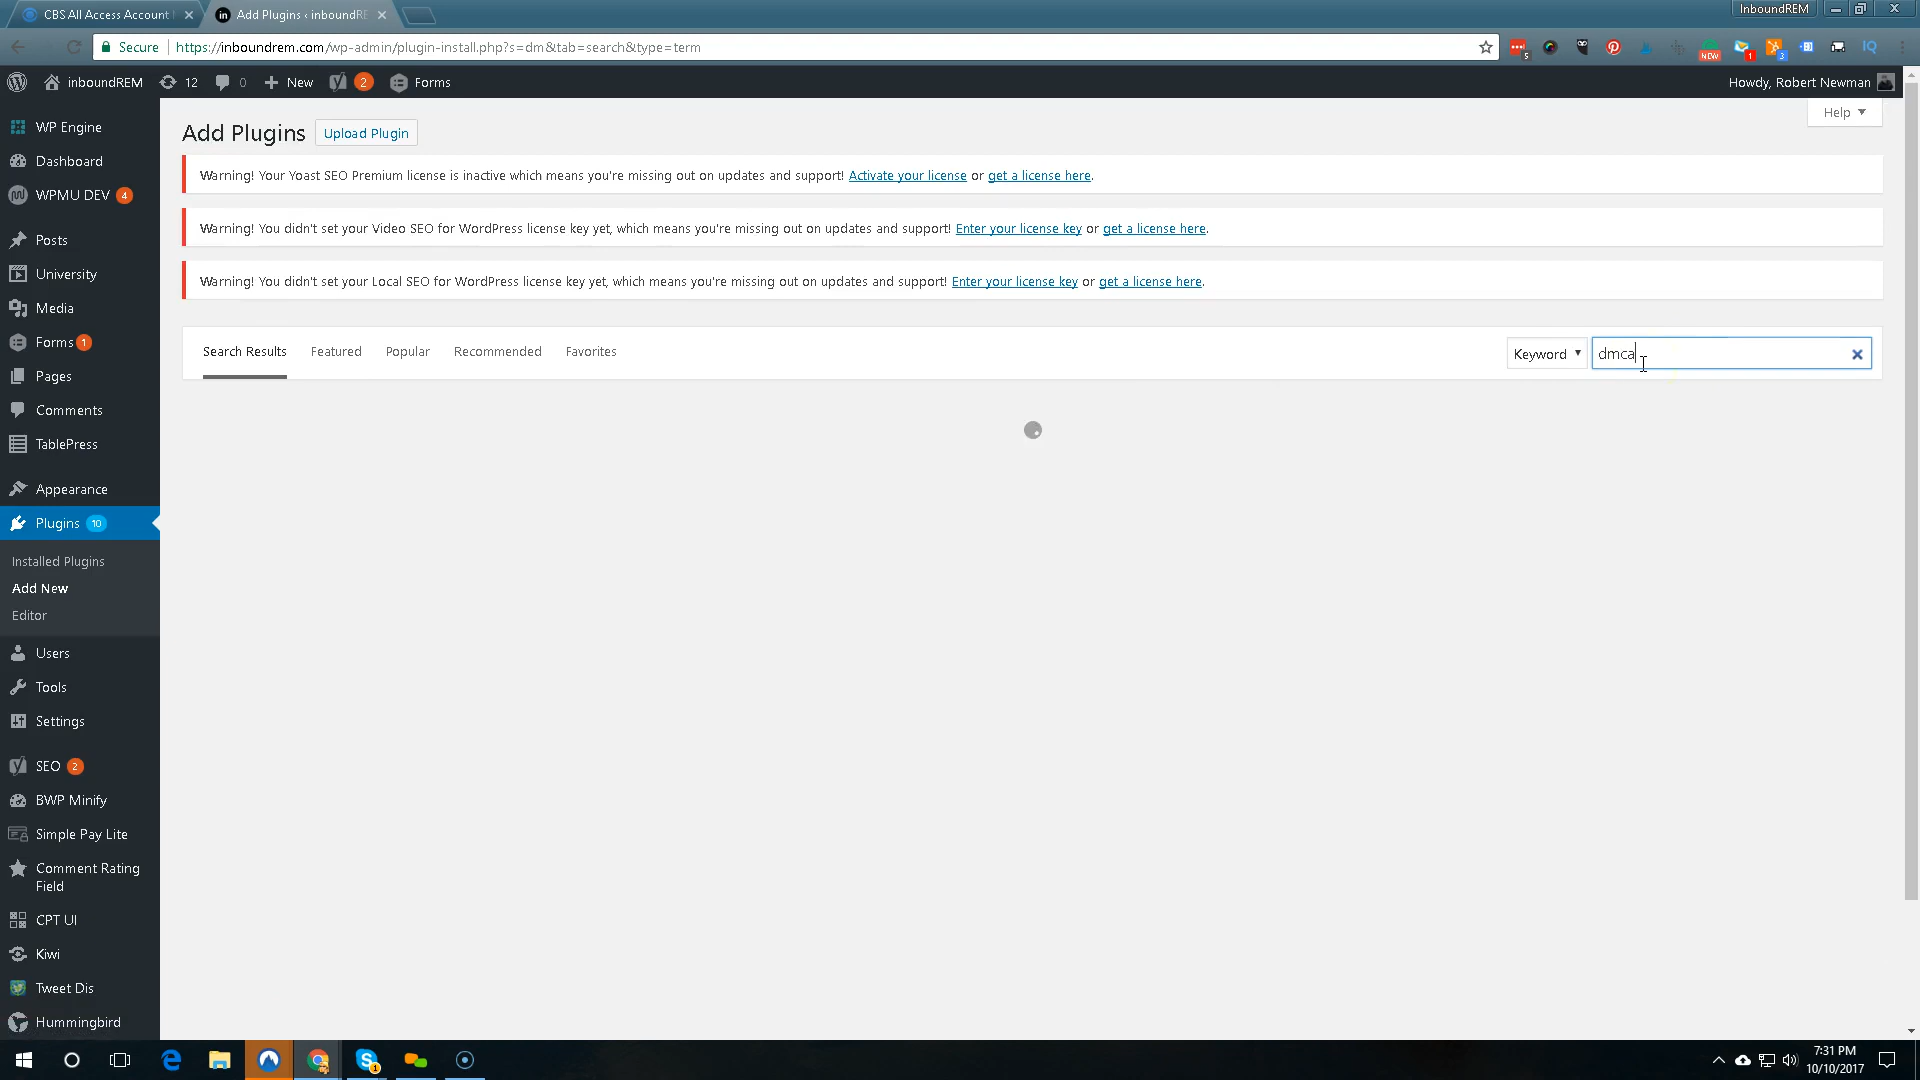 CBS All Access Account
Add Plugins ‹ inboundRE
InboundREM
Secure
https://inboundrem.com/wp-admin/plugin-install.php?s=dm&tab=search&type=term
5
NEW
1
3
IQ
inboundREM
12
0
New
2
Forms
Howdy, Robert Newman
WP Engine
Dashboard
WPMU DEV 4
Posts
University
Media
Forms 1
Pages
Comments
TablePress
Appearance
Plugins 10
Installed Plugins
Add New
Editor
Users
Tools
Settings
SEO 2
BWP Minify
Simple Pay Lite
Comment Rating
Field
CPT UI
Kiwi
Tweet Dis
Hummingbird
Help
Add Plugins
Upload Plugin
Warning! Your Yoast SEO Premium license is inactive which means you're missing out on updates and support! Activate your license or get a license here.
Warning! You didn't set your Video SEO for WordPress license key yet, which means you're missing out on updates and support! Enter your license key or get a license here.
Warning! You didn't set your Local SEO for WordPress license key yet, which means you're missing out on updates and support! Enter your license key or get a license here.
Search Results
Featured
Popular
Recommended
Favorites
Keyword
dmca
1
7:31 PM
10/10/2017